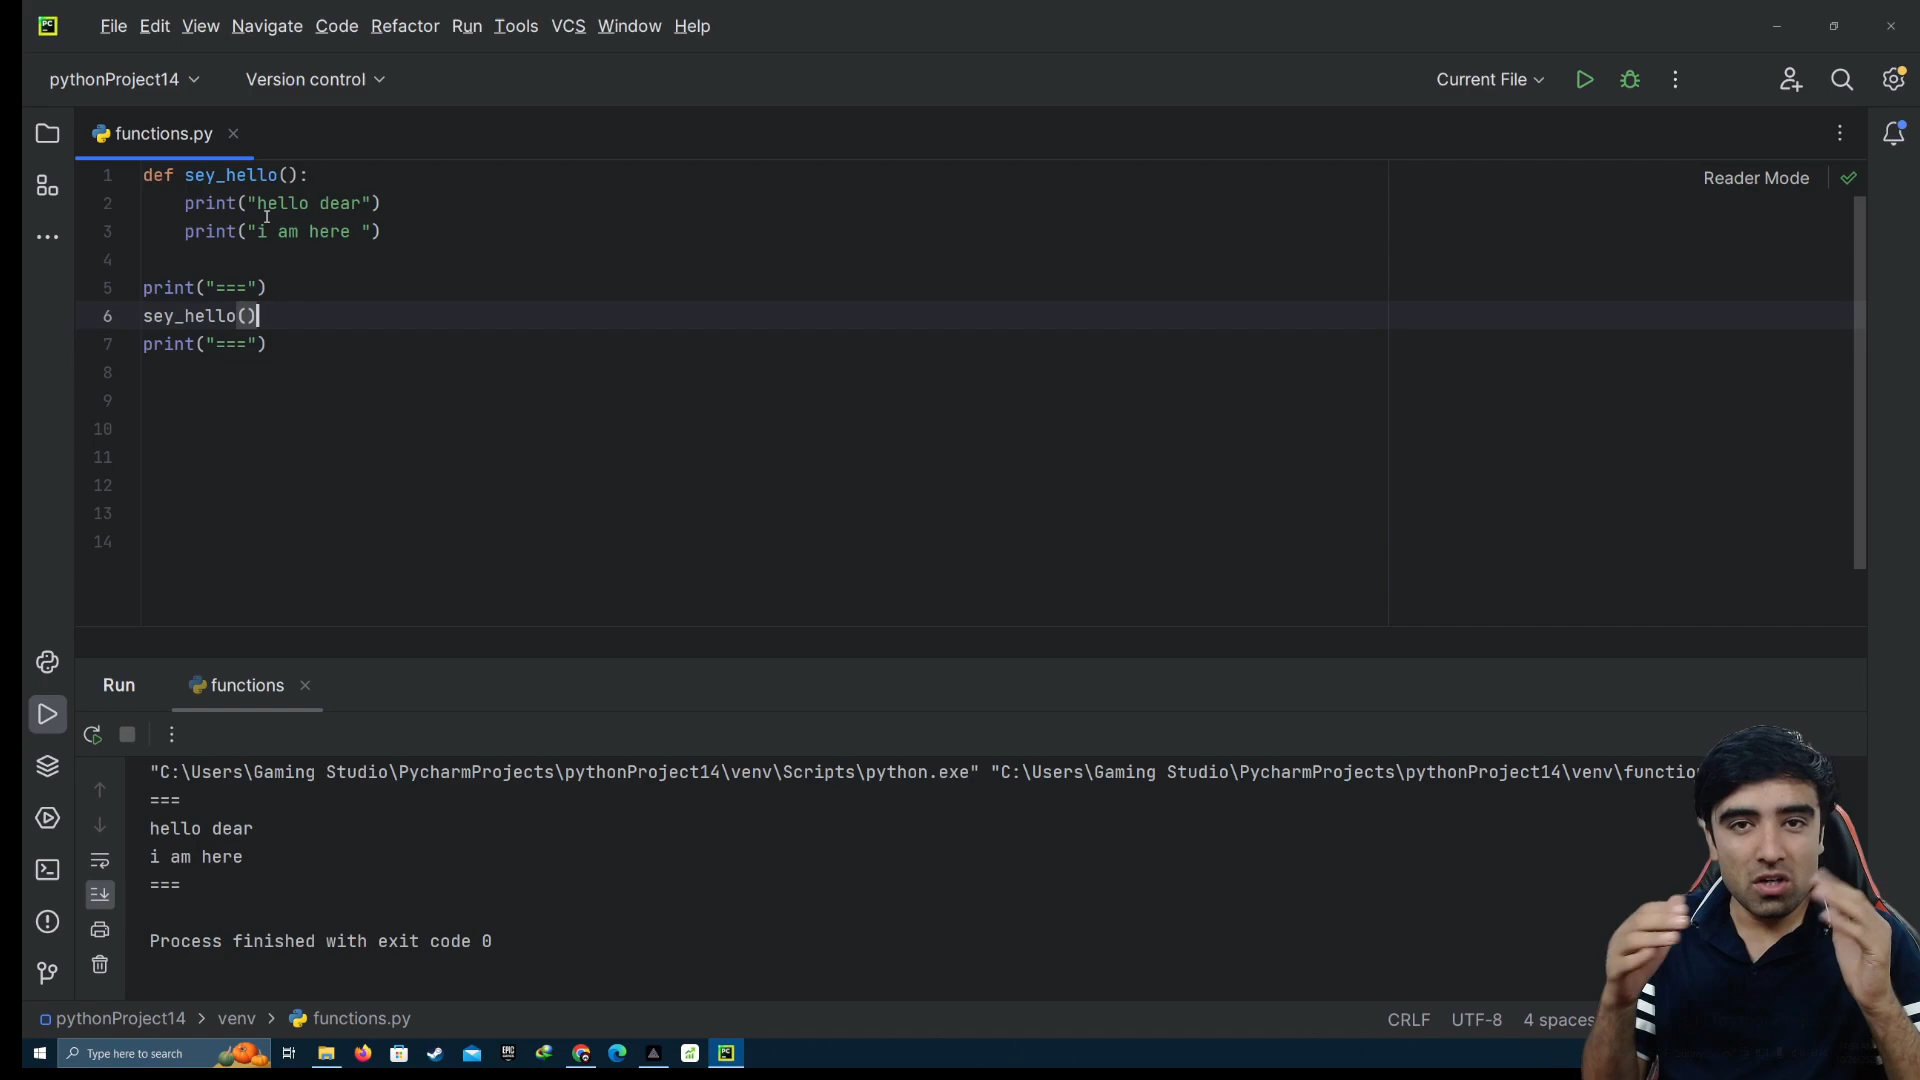 PC File Edit View Navigate Code Refactor Run Tools VCS Window Help
pythonProject14 Version control Current File
functions.py
Reader Mode
1 def sey_hello():
2     print("hello dear")
3     print("i am here ")
4
5 print("===")
6 sey_hello()
7 print("===")
8
9
10
11
12
13
14
Run functions
"C:\Users\Gaming Studio\PycharmProjects\pythonProject14\venv\Scripts\python.exe" "C:\Users\Gaming Studio\PycharmProjects\pythonProject14\venv\functio
===
hello dear
i am here
===
Process finished with exit code 0
pythonProject14 > venv > functions.py CRLF UTF-8 4 spaces
Type here to search EPIC PC